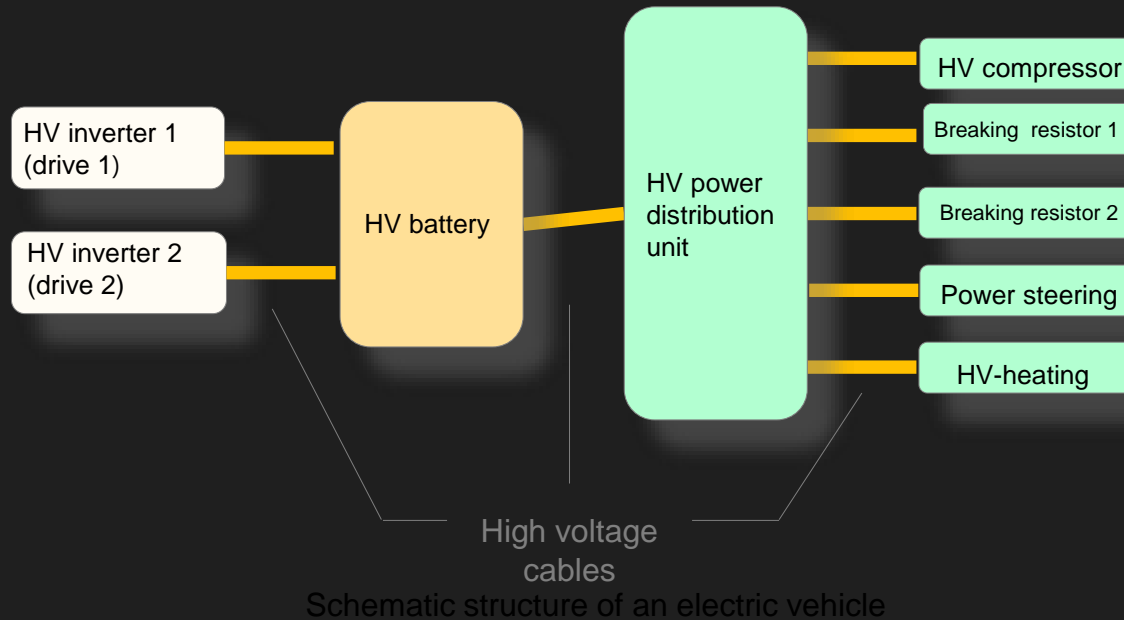 HV inverter 1
(drive 1)
HV inverter 2
(drive 2)
HV battery
HV power
distribution
unit
HV compressor
Breaking resistor 1
Breaking resistor 2
Power steering
HV-heating
High voltage
cables
Schematic structure of an electric vehicle